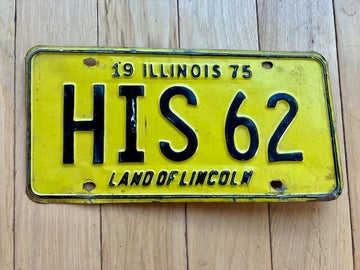 19 ILLINOIS 75
HIS 62
LAND OF LINCOLN